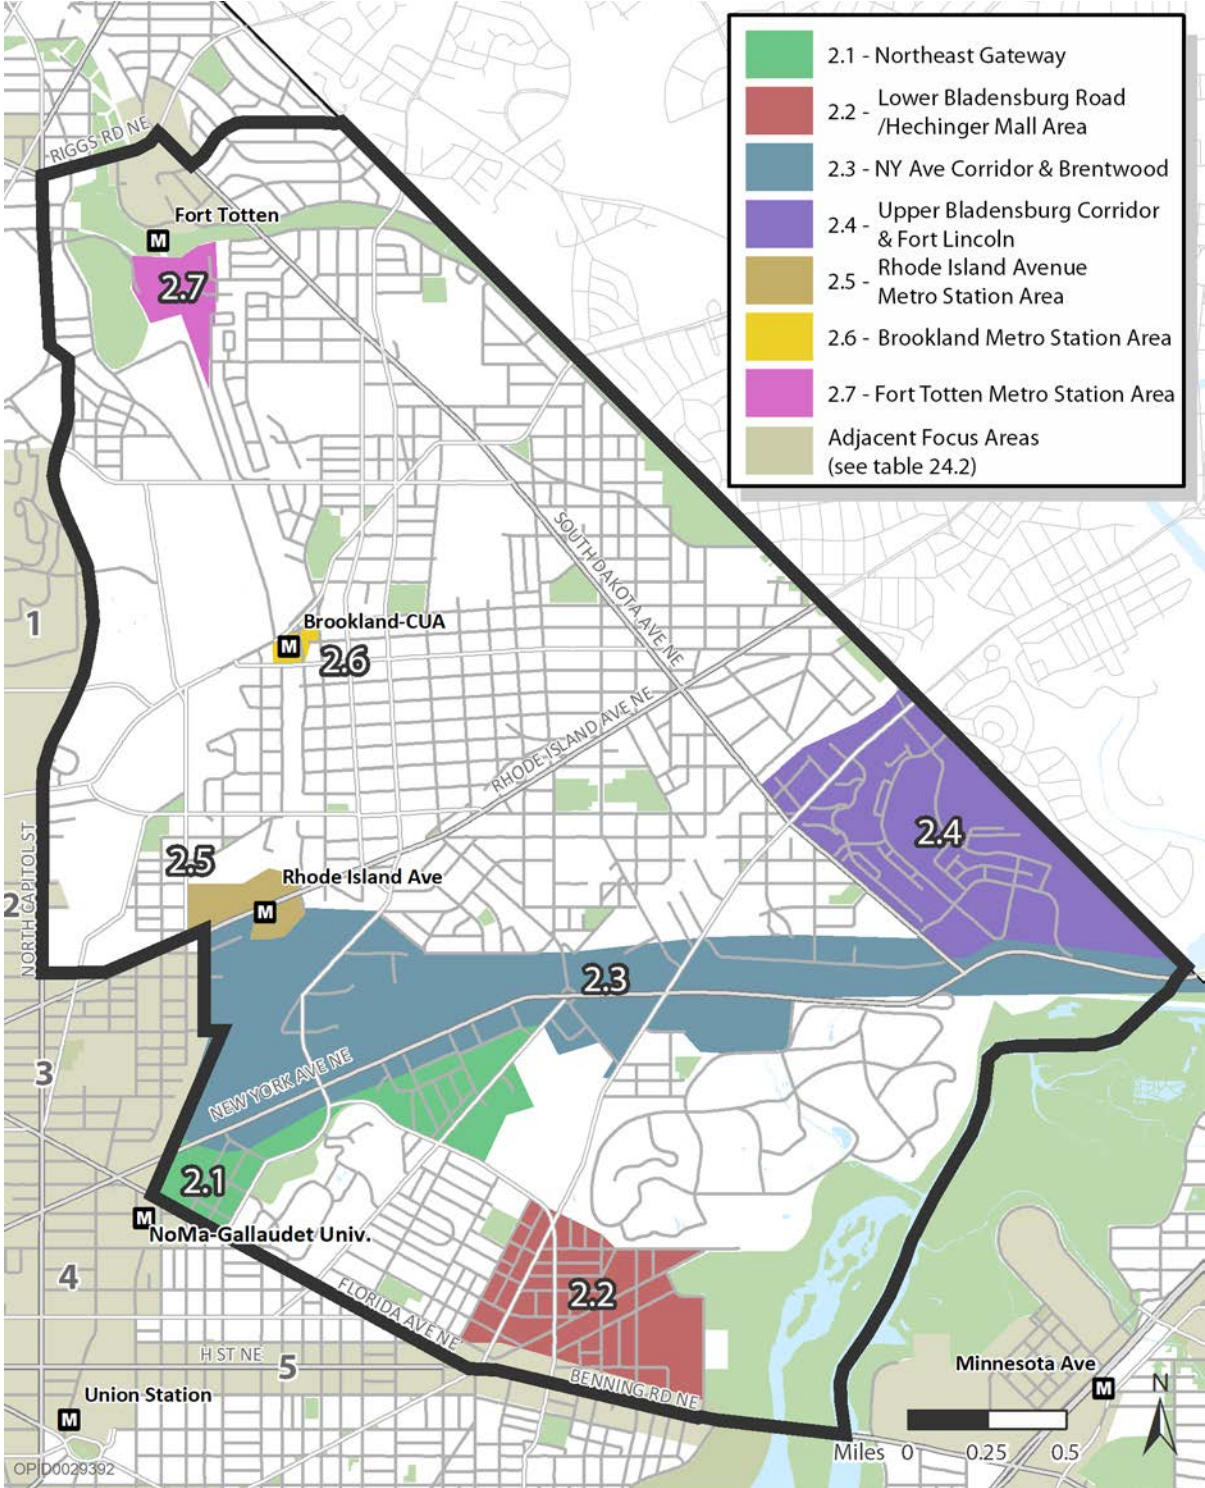 2.1 - Northeast Gateway
2.2 - Lower Bladensburg Road
/Hechinger Mall Area
2.3 - NY Ave Corridor & Brentwood
2.4 - Upper Bladensburg Corridor
& Fort Lincoln
2.5 - Rhode Island Avenue
Metro Station Area
2.6 - Brookland Metro Station Area
2.7 - Fort Totten Metro Station Area
Adjacent Focus Areas
(see table 24.2)
RIGGS RD NE
Fort Totten
M
2.7
SOUTH DAKOTA AVE NE
1
Brookland-CUA
M
2.6
RHODE ISLAND AVE NE
2.4
NORTH CAPITOL ST
2.5
Rhode Island Ave
M
2
2.3
3
NEW YORK AVE NE
2.1
M
NoMa-Gallaudet Univ.
4
2.2
FLORIDA AVE NE
H ST NE
5
BENNING RD NE
Minnesota Ave
M
Union Station
M
N
Miles 0 0.25 0.5
OPID0029392